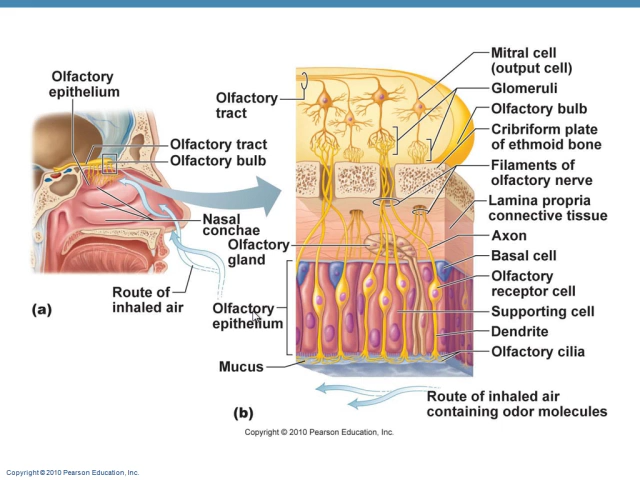 Olfactory
epithelium
Olfactory tract
Olfactory bulb
Nasal
conchae
Route of
inhaled air
(a)
Olfactory
tract
Olfactory
gland
Olfactory
epithelium
Mucus
Mitral cell
(output cell)
Glomeruli
Olfactory bulb
Cribriform plate
of ethmoid bone
Filaments of
olfactory nerve
Lamina propria
connective tissue
Axon
Basal cell
Olfactory
receptor cell
Supporting cell
Dendrite
Olfactory cilia
Route of inhaled air
containing odor molecules
(b)
Copyright © 2010 Pearson Education, Inc.
Copyright © 2010 Pearson Education, Inc.